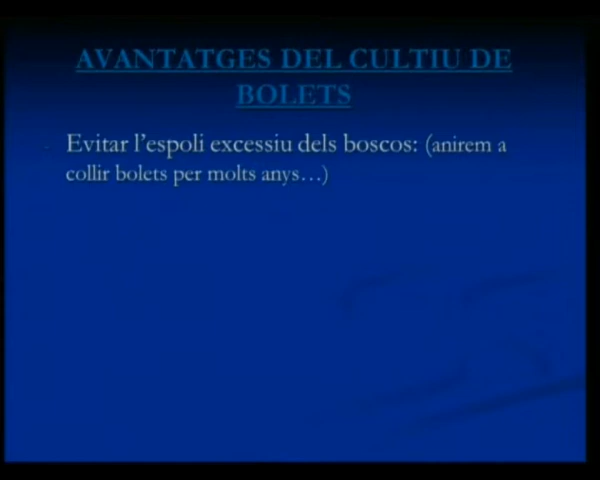 AVANTATGES DEL CULTIU DE
BOLETS
- Evitar l'espoli excessiu dels boscos: (anirem a
collir bolets per molts anys…)